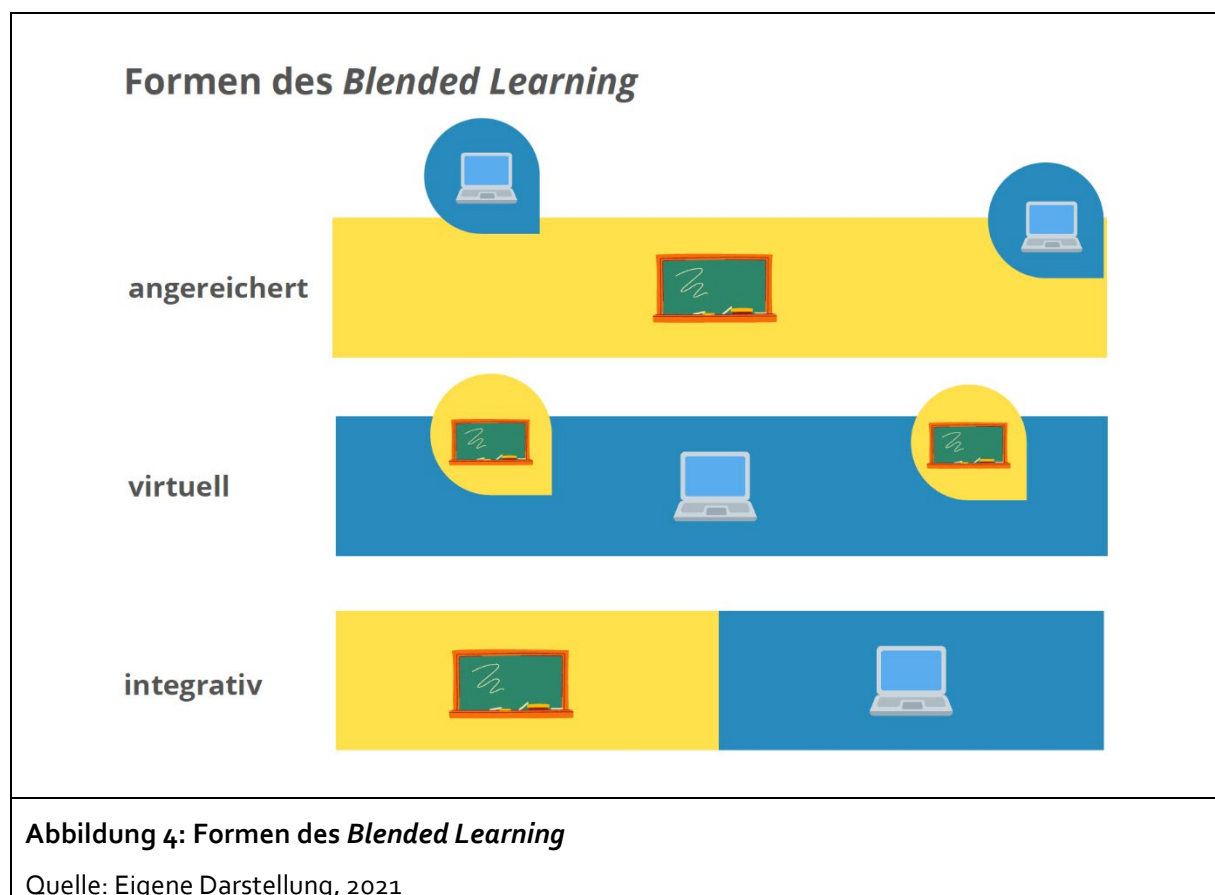 Formen des Blended Learning
angereichert
virtuell
integrativ
Abbildung 4: Formen des Blended Learning
Quelle: Eigene Darstellung, 2021